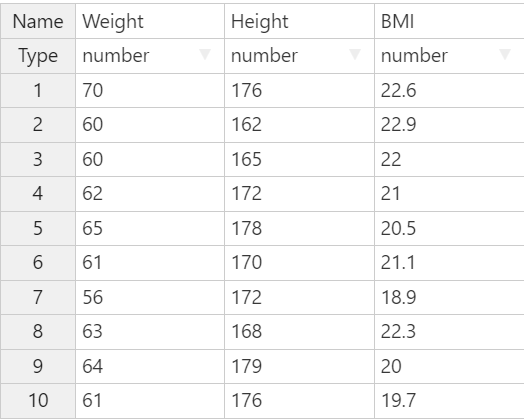 Name Weight Height BMI
Type number number number
1 70 176 22.6
2 60 162 22.9
3 60 165 22
4 62 172 21
5 65 178 20.5
6 61 170 21.1
7 56 172 18.9
8 63 168 22.3
9 64 179 20
10 61 176 19.7